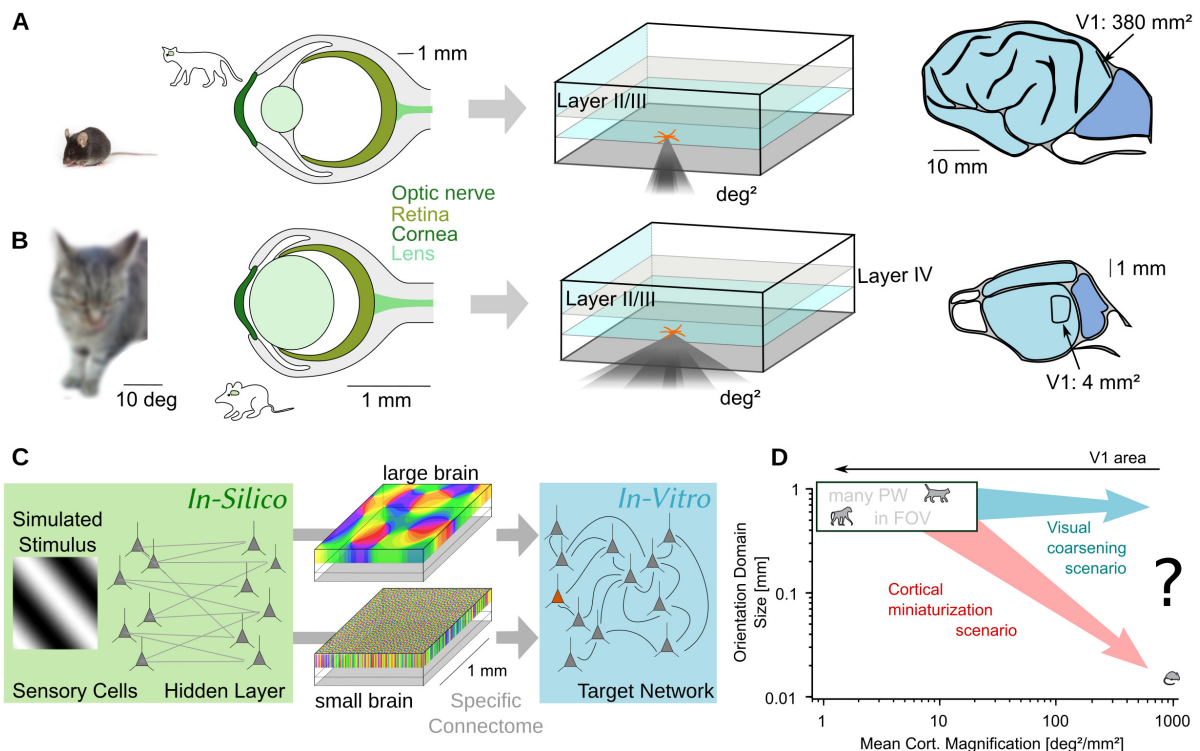 A
1 mm
Layer II/III
deg²
V1: 380 mm²
10 mm
Optic nerve
Retina
Cornea
Lens
B
10 deg
1 mm
Layer II/III
Layer IV
deg²
1 mm
V1: 4 mm²
C
In-Silico
Simulated
Stimulus
Sensory Cells
Hidden Layer
large brain
small brain
1 mm
Specific
Connectome
In-Vitro
Target Network
D
V1 area
many PW
in FOV
Visual
coarsening
scenario
?
Cortical
miniaturization
scenario
Orientation Domain
Size [mm]
1
0.1
0.01
1
10
100
1000
Mean Cort. Magnification [deg²/mm²]